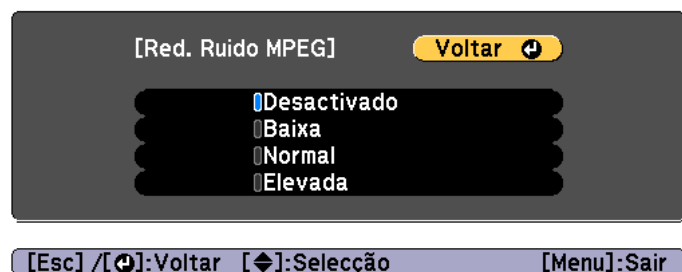 [Red. Ruido MPEG] Voltar
Desactivado
Baixa
Normal
Elevada
[Esc] /[⏎]:Voltar [◆]:Selecção [Menu]:Sair